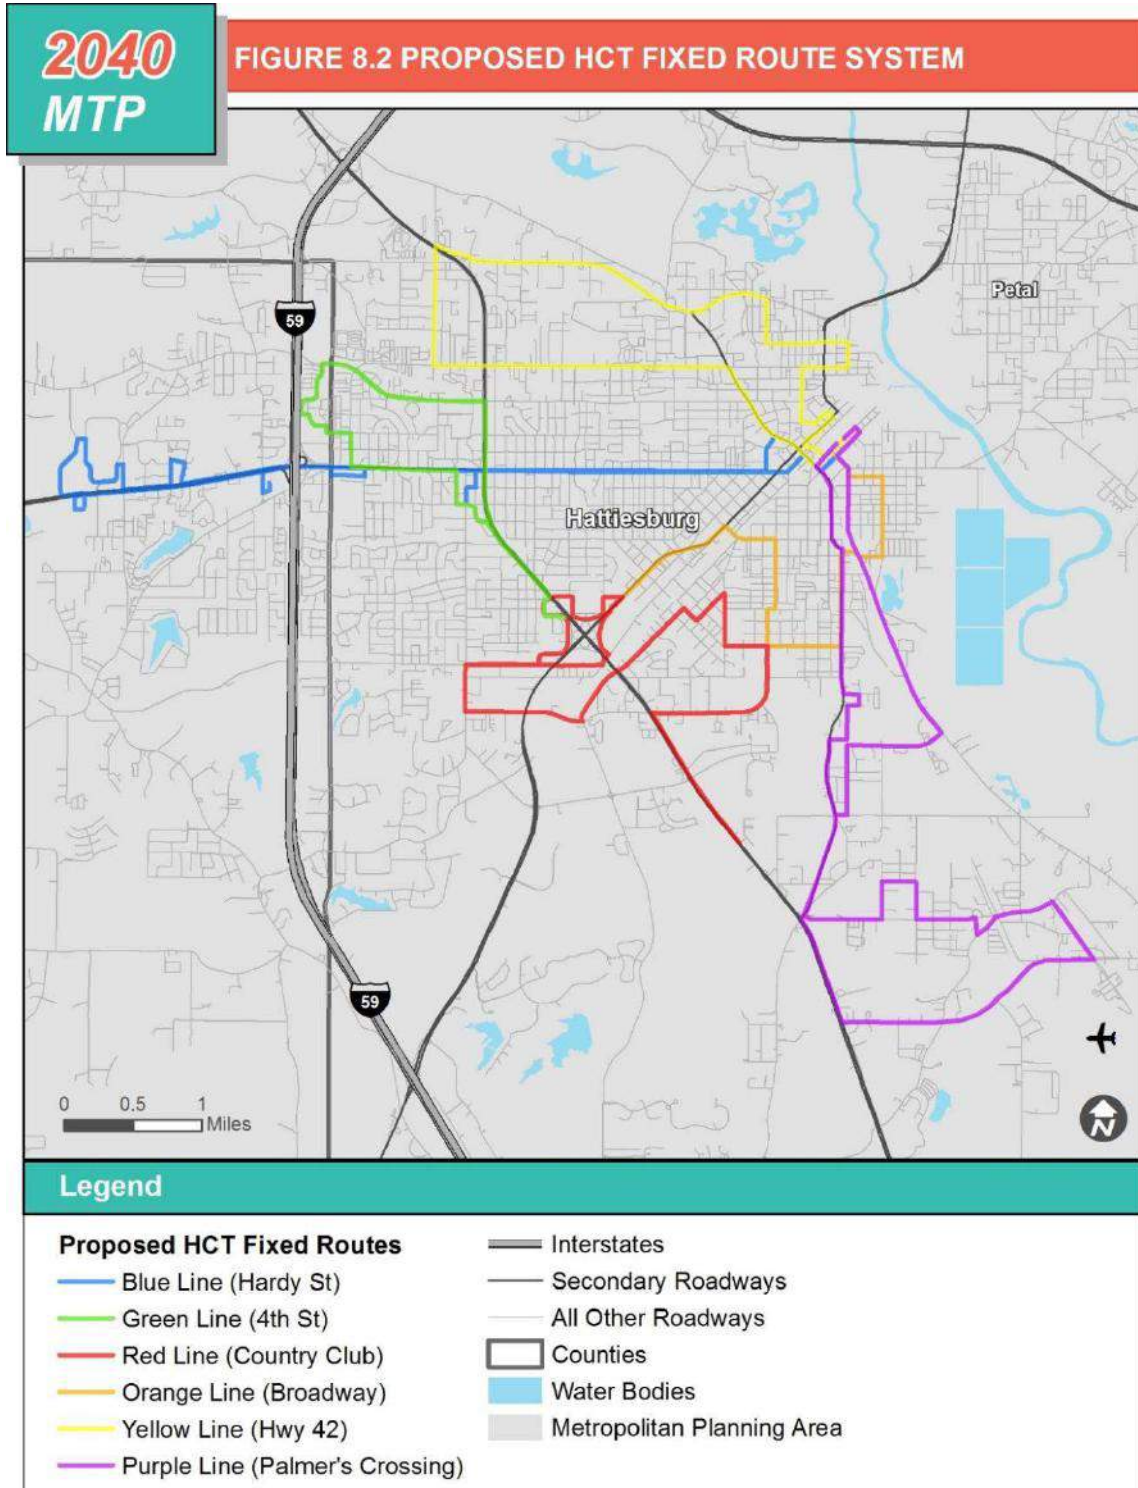 2040
MTP
FIGURE 8.2 PROPOSED HCT FIXED ROUTE SYSTEM
Petal
59
Hattiesburg
59
0 0.5 1
Miles
N
Legend
Proposed HCT Fixed Routes
Blue Line (Hardy St)
Green Line (4th St)
Red Line (Country Club)
Orange Line (Broadway)
Yellow Line (Hwy 42)
Purple Line (Palmer's Crossing)
Interstates
Secondary Roadways
All Other Roadways
Counties
Water Bodies
Metropolitan Planning Area